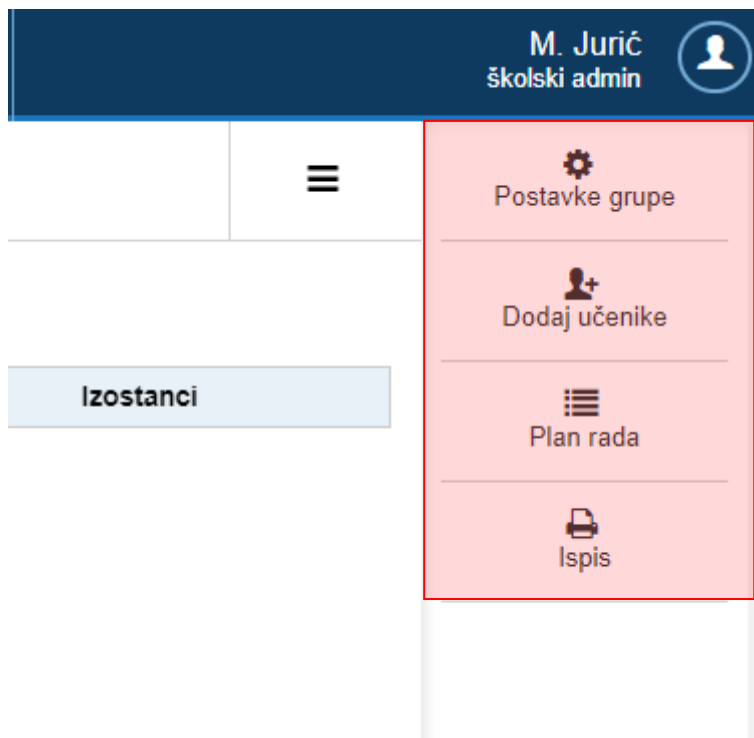 M. Jurić
školski admin
Postavke grupe
Dodaj učenike
Izostanci
Plan rada
Ispis